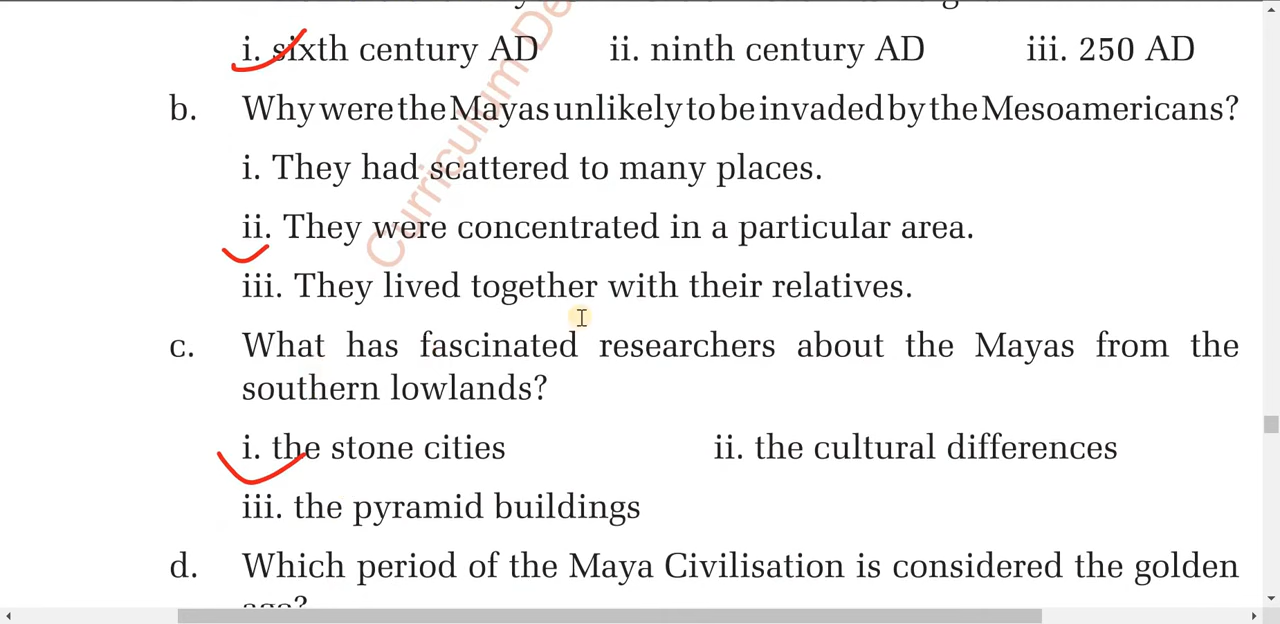 i. sixth century AD ii. ninth century AD iii. 250 AD
b. Why were the Mayas unlikely to be invaded by the Mesoamericans?
i. They had scattered to many places.
ii. They were concentrated in a particular area.
iii. They lived together with their relatives.
c. What has fascinated researchers about the Mayas from the
southern lowlands?
i. the stone cities ii. the cultural differences
iii. the pyramid buildings
d. Which period of the Maya Civilisation is considered the golden
Curriculum De